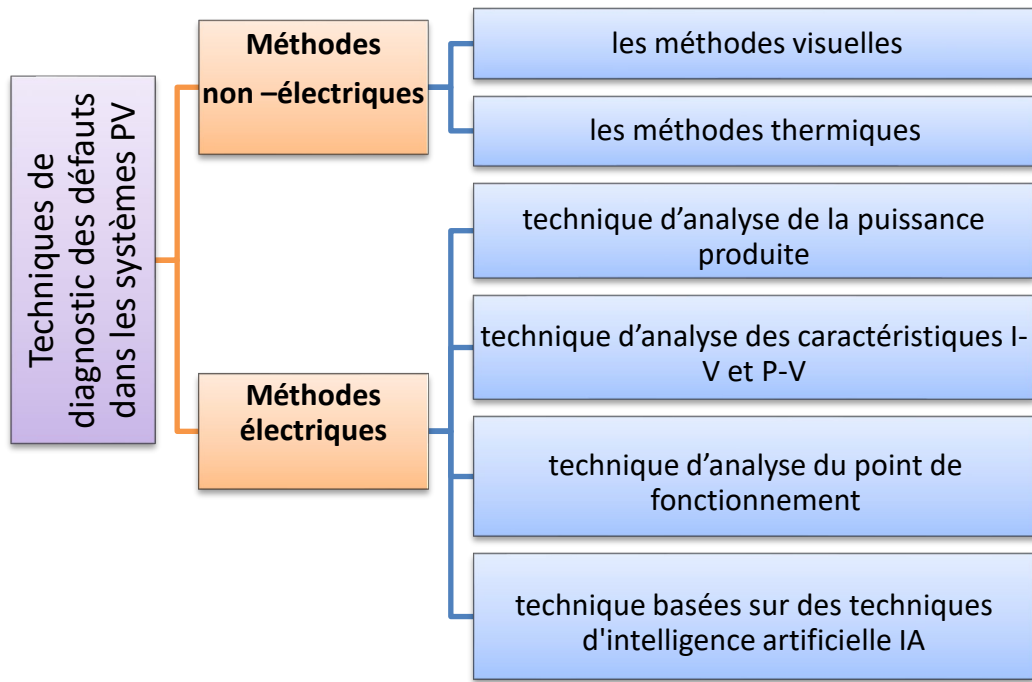 Techniques de
diagnostic des défauts
dans les systèmes PV
Méthodes
non –électriques
les méthodes visuelles
les méthodes thermiques
Méthodes
électriques
technique d’analyse de la puissance
produite
technique d’analyse des caractéristiques I-
V et P-V
technique d’analyse du point de
fonctionnement
technique basées sur des techniques
d'intelligence artificielle IA